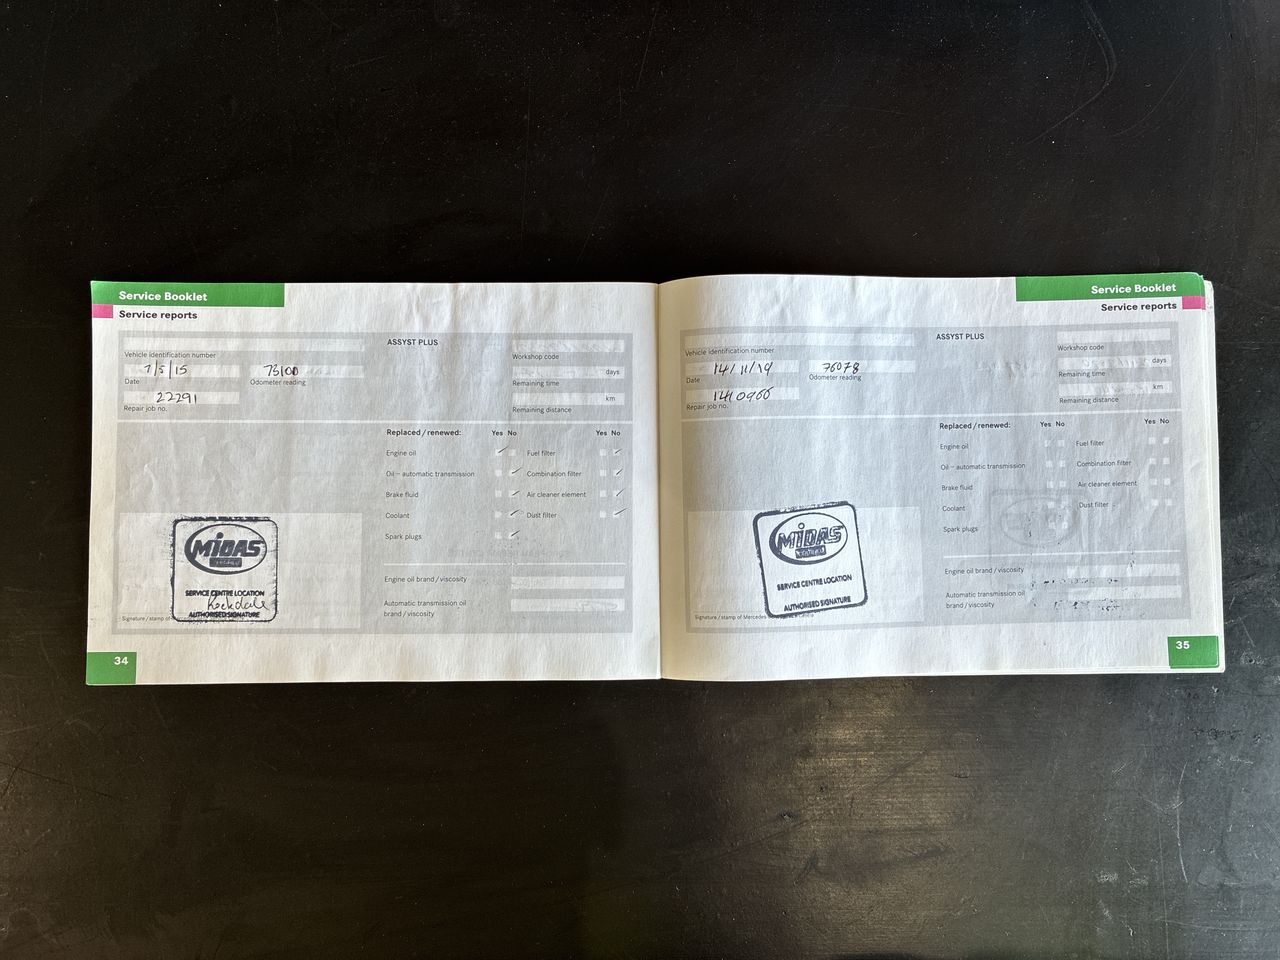 Service Booklet
Service reports
ASSYST PLUS
Vehicle identification number
Workshop code
7/5/15
days
Date
Odometer reading
Remaining time
22291
km
Repair job no.
Remaining distance
Replaced / renewed:
Yes No
Yes No
Engine oil
Fuel filter
Oil – automatic transmission
Combination filter
Brake fluid
Air cleaner element
Coolant
Dust filter
Spark plugs
MIDAS
SERVICE CENTRE LOCATION
Rockdale
AUTHORISED SIGNATURE
Engine oil brand / viscosity
Automatic transmission oil
brand / viscosity
Signature / stamp of
34
Service Booklet
Service reports
ASSYST PLUS
Vehicle identification number
Workshop code
76078
days
Date
Odometer reading
Remaining time
km
Repair job no.
Remaining distance
Replaced / renewed:
Yes No
Yes No
Engine oil
Fuel filter
Oil – automatic transmission
Combination filter
Brake fluid
Air cleaner element
Coolant
Dust filter
Spark plugs
MIDAS
SERVICE CENTRE LOCATION
AUTHORISED SIGNATURE
Engine oil brand / viscosity
Automatic transmission oil
brand / viscosity
Signature / stamp of Mercedes
35